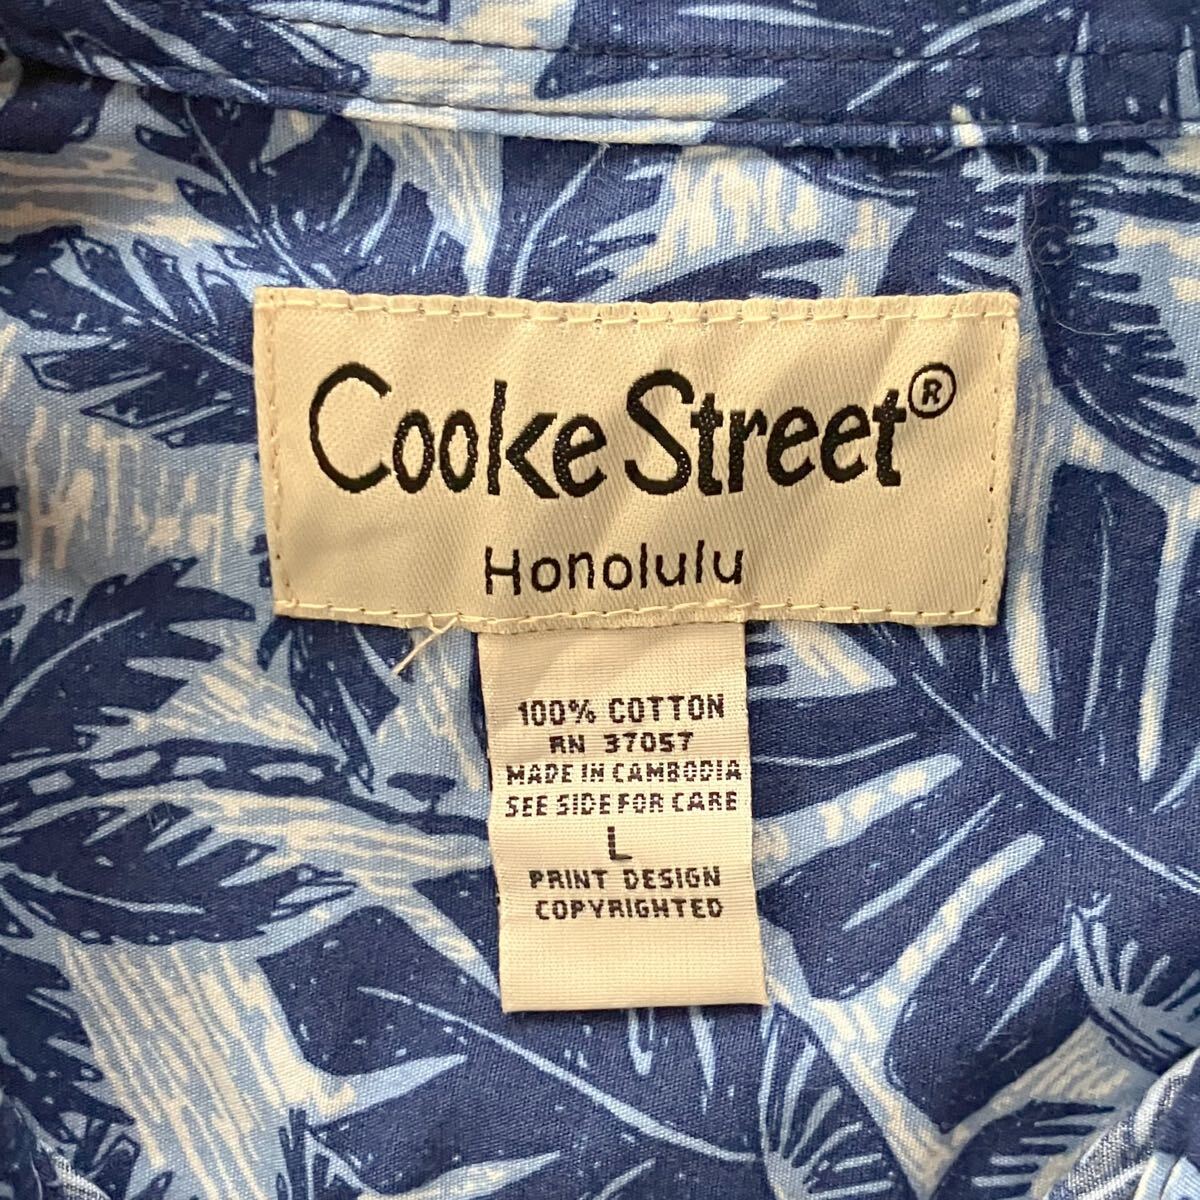 Cooke Street®
Honolulu
100% COTTON
RN 37057
MADE IN CAMBODIA
SEE SIDE FOR CARE
L
PRINT DESIGN
COPYRIGHTED